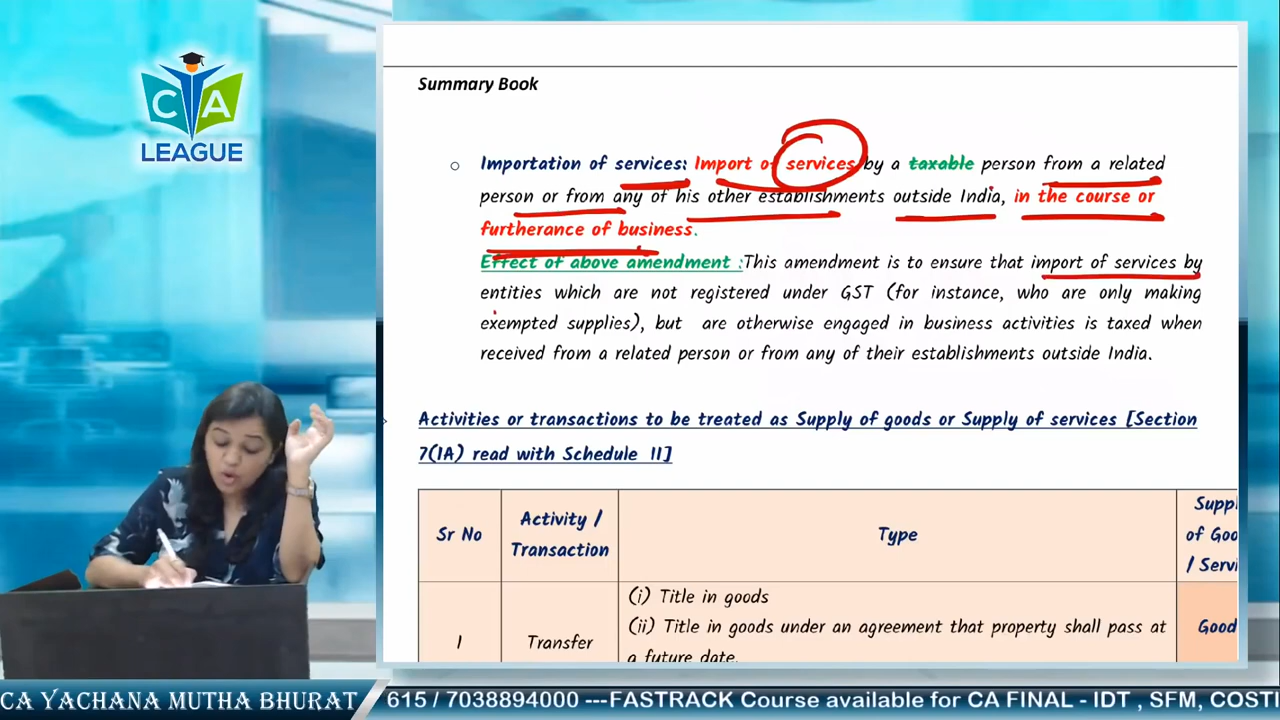 CA
LEAGUE
Summary Book
Importation of services: Import of services by a taxable person from a related
person or from any of his other establishments outside India, in the course or
furtherance of business.
Effect of above amendment :This amendment is to ensure that import of services by
entities which are not registered under GST (for instance, who are only making
exempted supplies), but are otherwise engaged in business activities is taxed when
received from a related person or from any of their establishments outside India.
Activities or transactions to be treated as Supply of goods or Supply of services [Section
7(1A) read with Schedule II]
Sr No
Activity /
Transaction
Type
Suppl
of Goo
/ Servi
1
Transfer
(i) Title in goods
(ii) Title in goods under an agreement that property shall pass at
a future date.
Good
CA YACHANA MUTHA BHURAT
615 / 7038894000 ---FASTRACK Course available for CA FINAL - IDT , SFM, COSTI